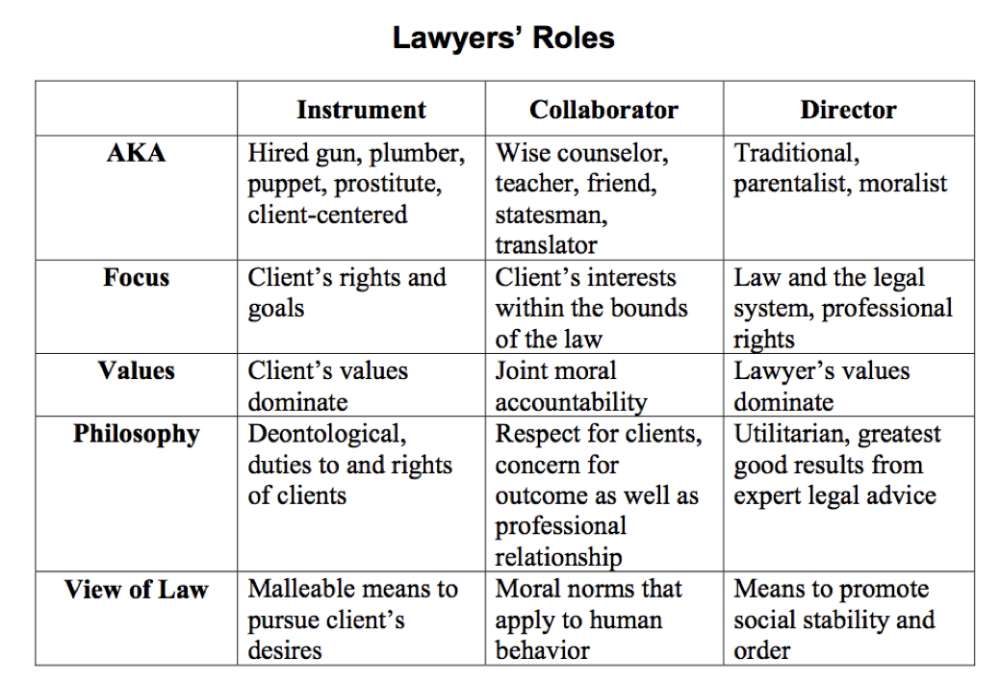 Lawyers’ Roles
Instrument Collaborator Director
AKA
Hired gun, plumber,
puppet, prostitute,
client-centered
Wise counselor,
teacher, friend,
statesman,
translator
Traditional,
parentalist, moralist
Focus
Client’s rights and
goals
Client’s interests
within the bounds
of the law
Law and the legal
system, professional
rights
Values
Client’s values
dominate
Joint moral
accountability
Lawyer’s values
dominate
Philosophy
Deontological,
duties to and rights
of clients
Respect for clients,
concern for
outcome as well as
professional
relationship
Utilitarian, greatest
good results from
expert legal advice
View of Law
Malleable means to
pursue client’s
desires
Moral norms that
apply to human
behavior
Means to promote
social stability and
order